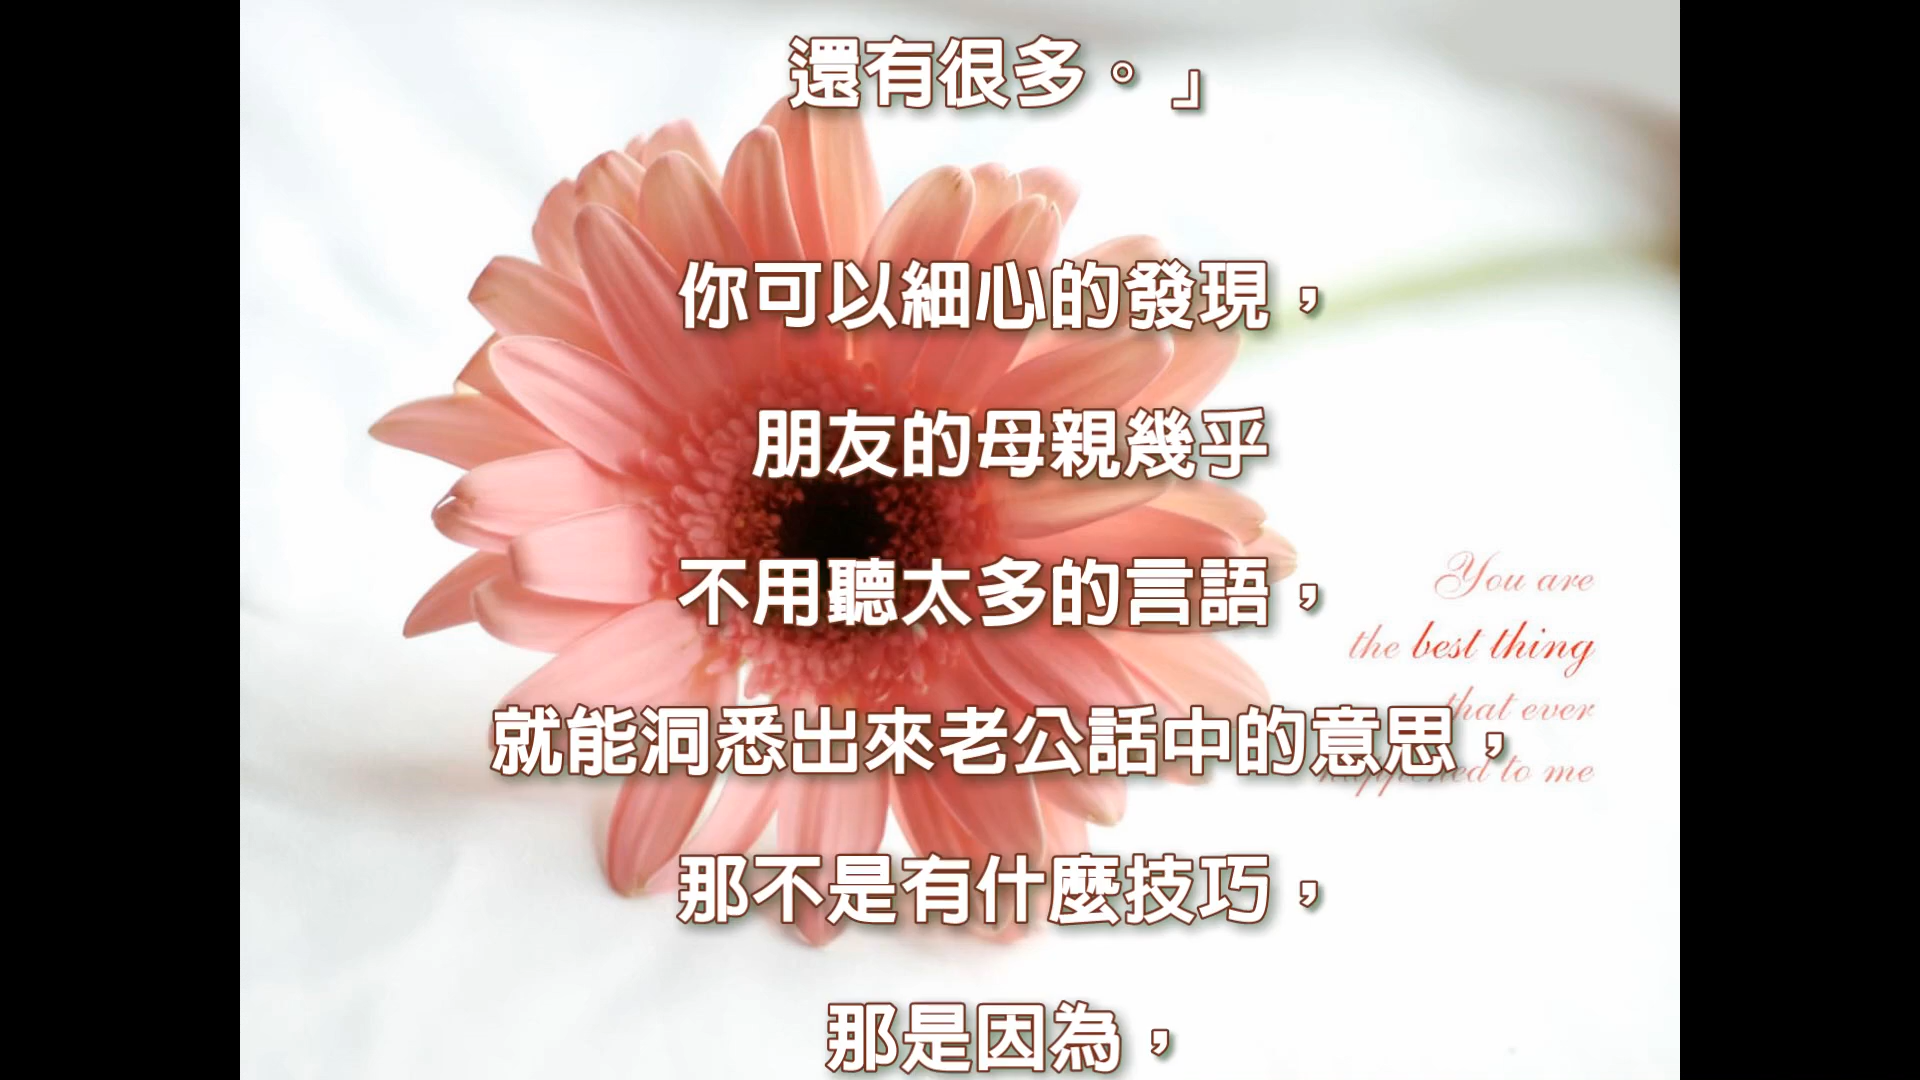 還有很多。」
你可以細心的發現，
朋友的母親幾乎
不用聽太多的言語，
就能洞悉出來老公話中的意思，
那不是有什麼技巧，
那是因為，
You are
the best thing
that ever
happened to me